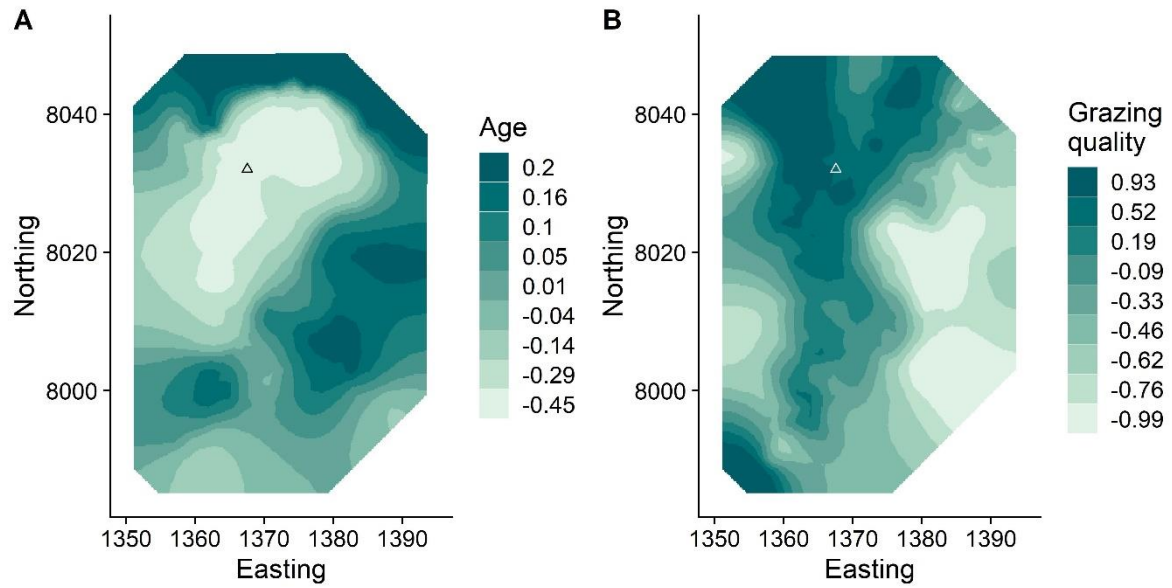 A
Northing
8040
8020
8000
1350 1360 1370 1380 1390
Easting
Age
0.2
0.16
0.1
0.05
0.01
-0.04
-0.14
-0.29
-0.45
B
Northing
8040
8020
8000
1350 1360 1370 1380 1390
Easting
Grazing
quality
0.93
0.52
0.19
-0.09
-0.33
-0.46
-0.62
-0.76
-0.99